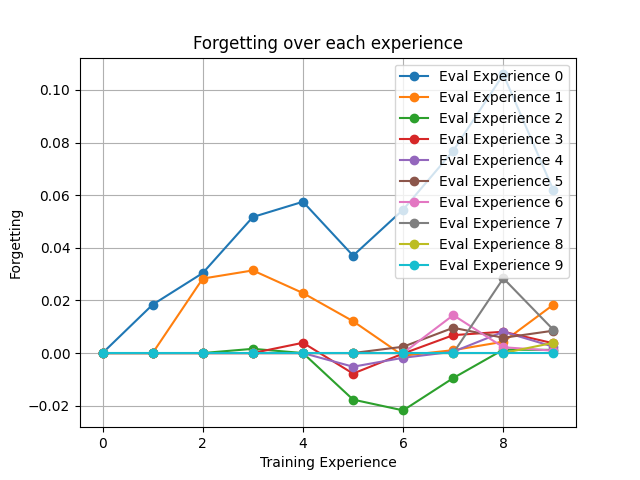 Forgetting over each experience
Forgetting
0.10
0.08
0.06
0.04
0.02
0.00
−0.02
0
2
4
6
8
Training Experience
Eval Experience 0
Eval Experience 1
Eval Experience 2
Eval Experience 3
Eval Experience 4
Eval Experience 5
Eval Experience 6
Eval Experience 7
Eval Experience 8
Eval Experience 9